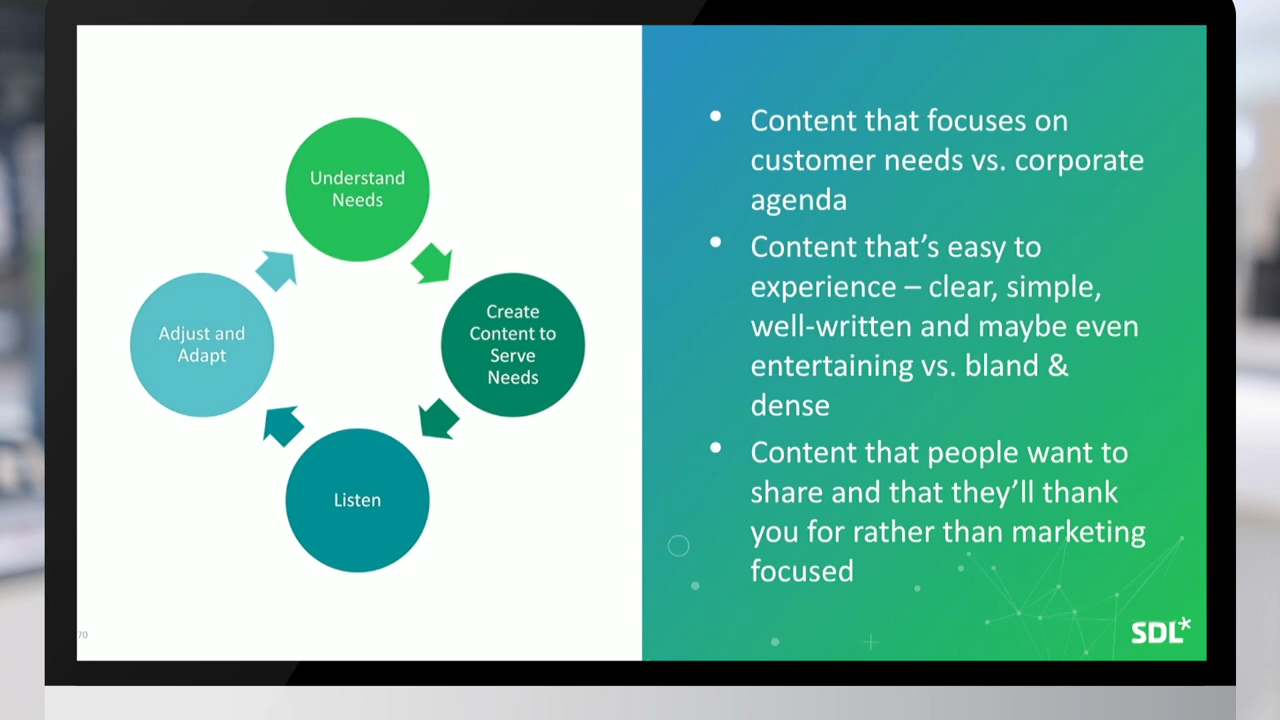 Understand
Needs
Create
Content to
Serve
Needs
Listen
Adjust and
Adapt
70
• Content that focuses on
customer needs vs. corporate
agenda
• Content that’s easy to
experience – clear, simple,
well-written and maybe even
entertaining vs. bland &
dense
• Content that people want to
share and that they’ll thank
you for rather than marketing
focused
SDL*